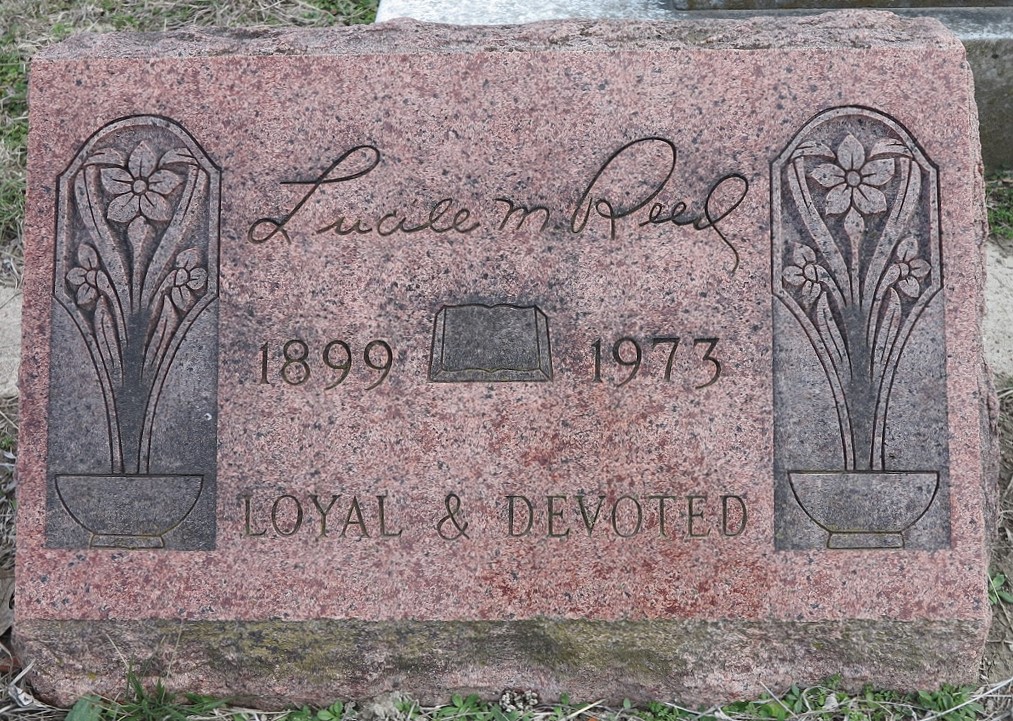 Lucile M Reed
1899 1973
LOYAL & DEVOTED